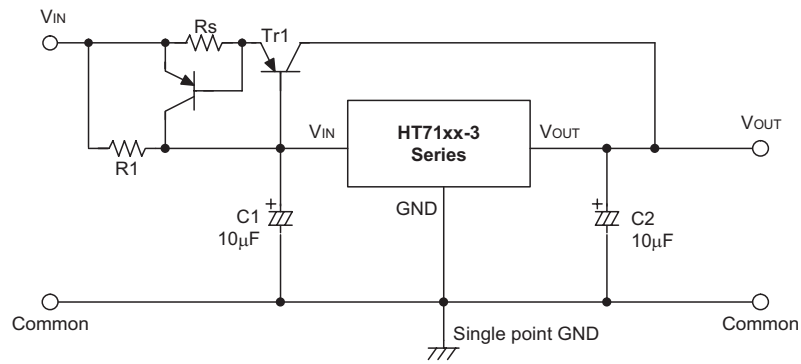 VIN
Rs
Tr1
R1
VIN
HT71xx-3
Series
VOUT
VOUT
GND
C1
10μF
C2
10μF
Common
Single point GND
Common